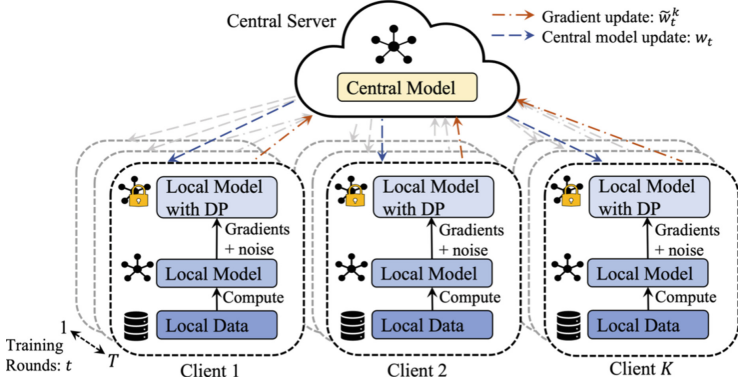 Central Server
Gradient update: w̃ₜᵏ
Central model update: wₜ
Central Model
Local Model
with DP
Gradients
+ noise
Local Model
Compute
Local Data
Client 1
Local Model
with DP
Gradients
+ noise
Local Model
Compute
Local Data
Client 2
Local Model
with DP
Gradients
+ noise
Local Model
Compute
Local Data
Client K
1
Training
Rounds: t
T